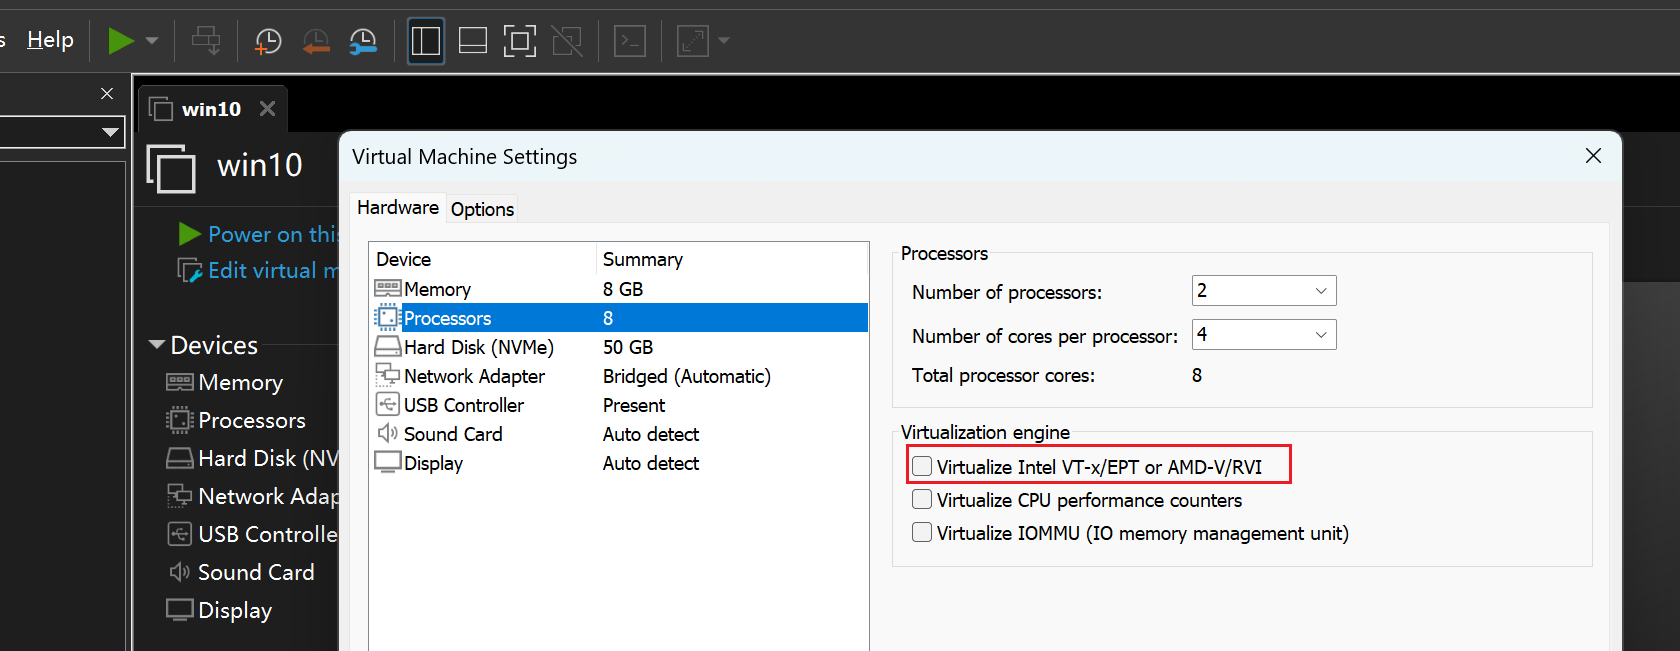 s Help
win10
win10
Power on this
Edit virtual m
Devices
Memory
Processors
Hard Disk (NV
Network Adap
USB Controlle
Sound Card
Display
Virtual Machine Settings
Hardware Options
Device Summary
Memory 8 GB
Processors 8
Hard Disk (NVMe) 50 GB
Network Adapter Bridged (Automatic)
USB Controller Present
Sound Card Auto detect
Display Auto detect
Processors
Number of processors: 2
Number of cores per processor: 4
Total processor cores: 8
Virtualization engine
Virtualize Intel VT-x/EPT or AMD-V/RVI
Virtualize CPU performance counters
Virtualize IOMMU (IO memory management unit)